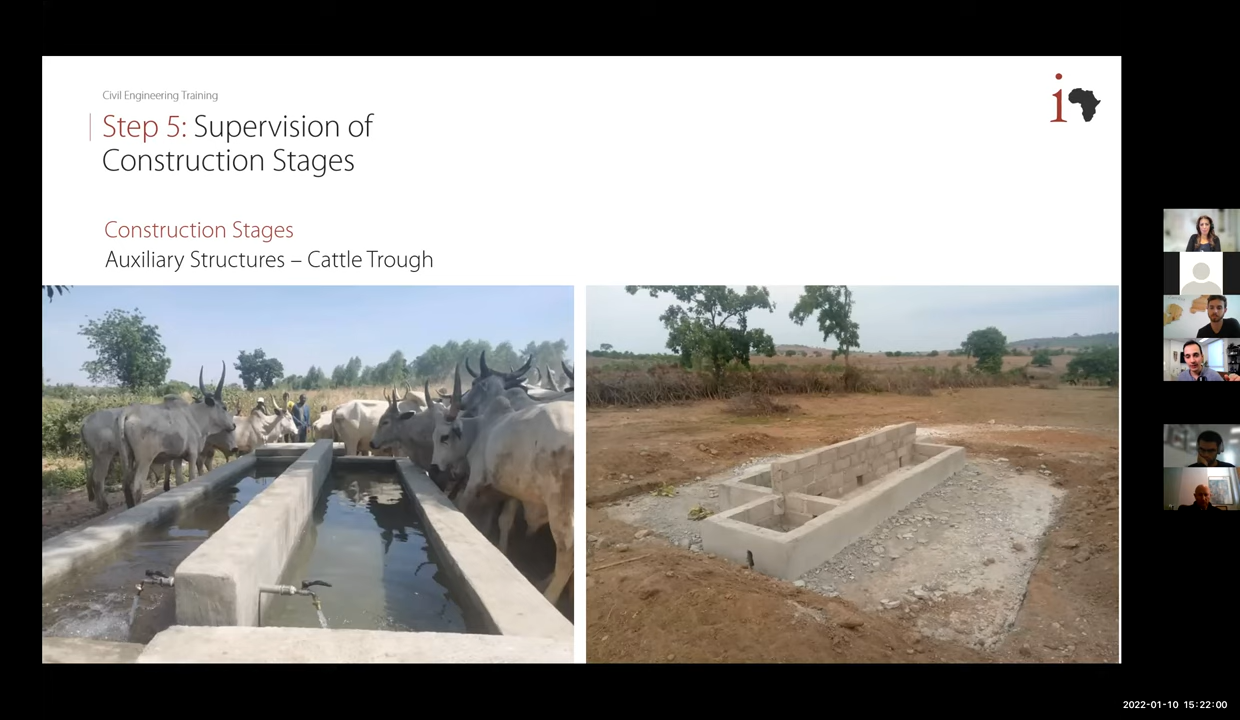 Civil Engineering Training
Step 5: Supervision of
Construction Stages
i
Construction Stages
Auxiliary Structures – Cattle Trough
2022-01-10 15:22:00